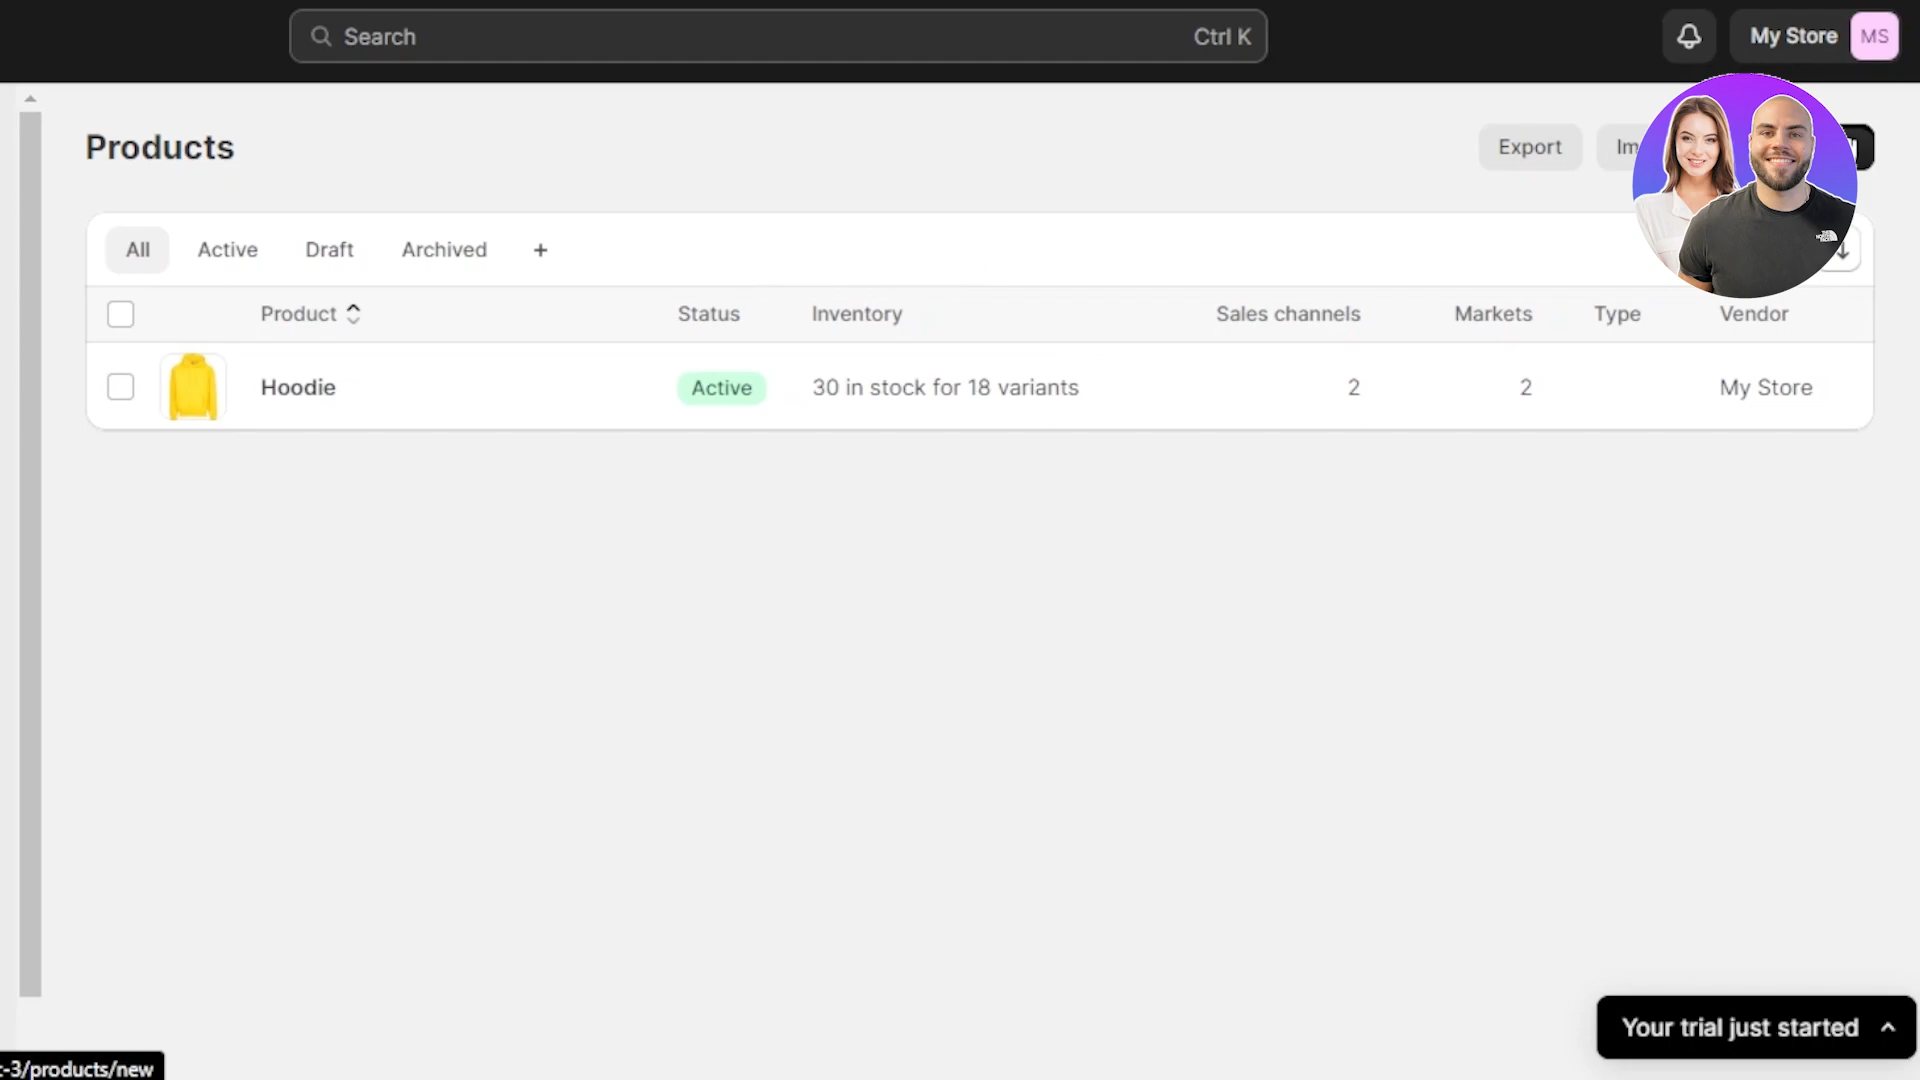 Search Ctrl K
My Store MS
Products
Export
All Active Draft Archived +
Product Status Inventory Sales channels Markets Type Vendor
Hoodie Active 30 in stock for 18 variants 2 2 My Store
Your trial just started
-3/products/new